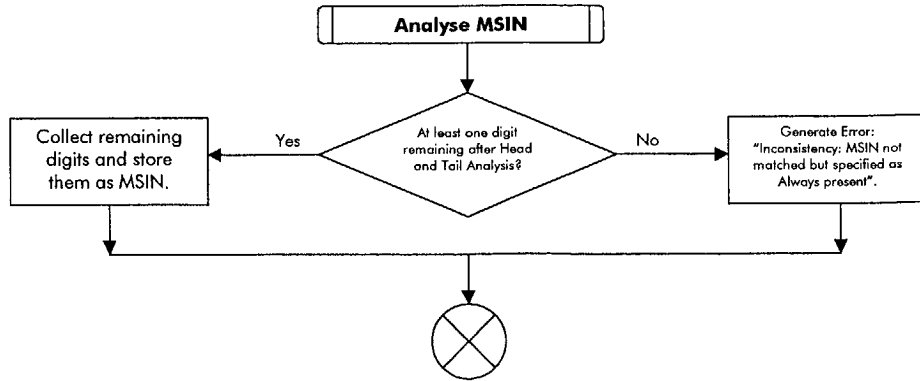 Analyse MSIN
At least one digit
remaining after Head
and Tail Analysis?
Yes
No
Collect remaining
digits and store
them as MSIN.
Generate Error:
"Inconsistency: MSIN not
matched but specified as
Always present".